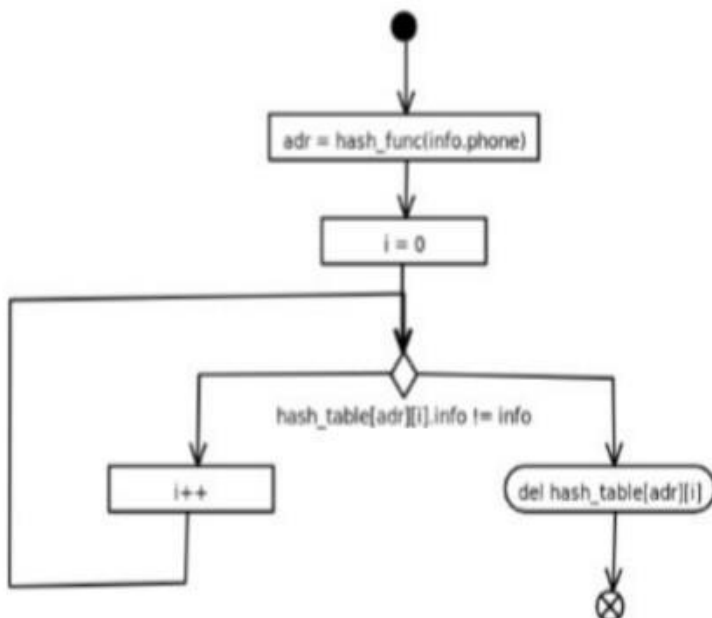 adr = hash_func(info.phone)
i = 0
hash_table[adr][i].info != info
i++
del hash_table[adr][i]